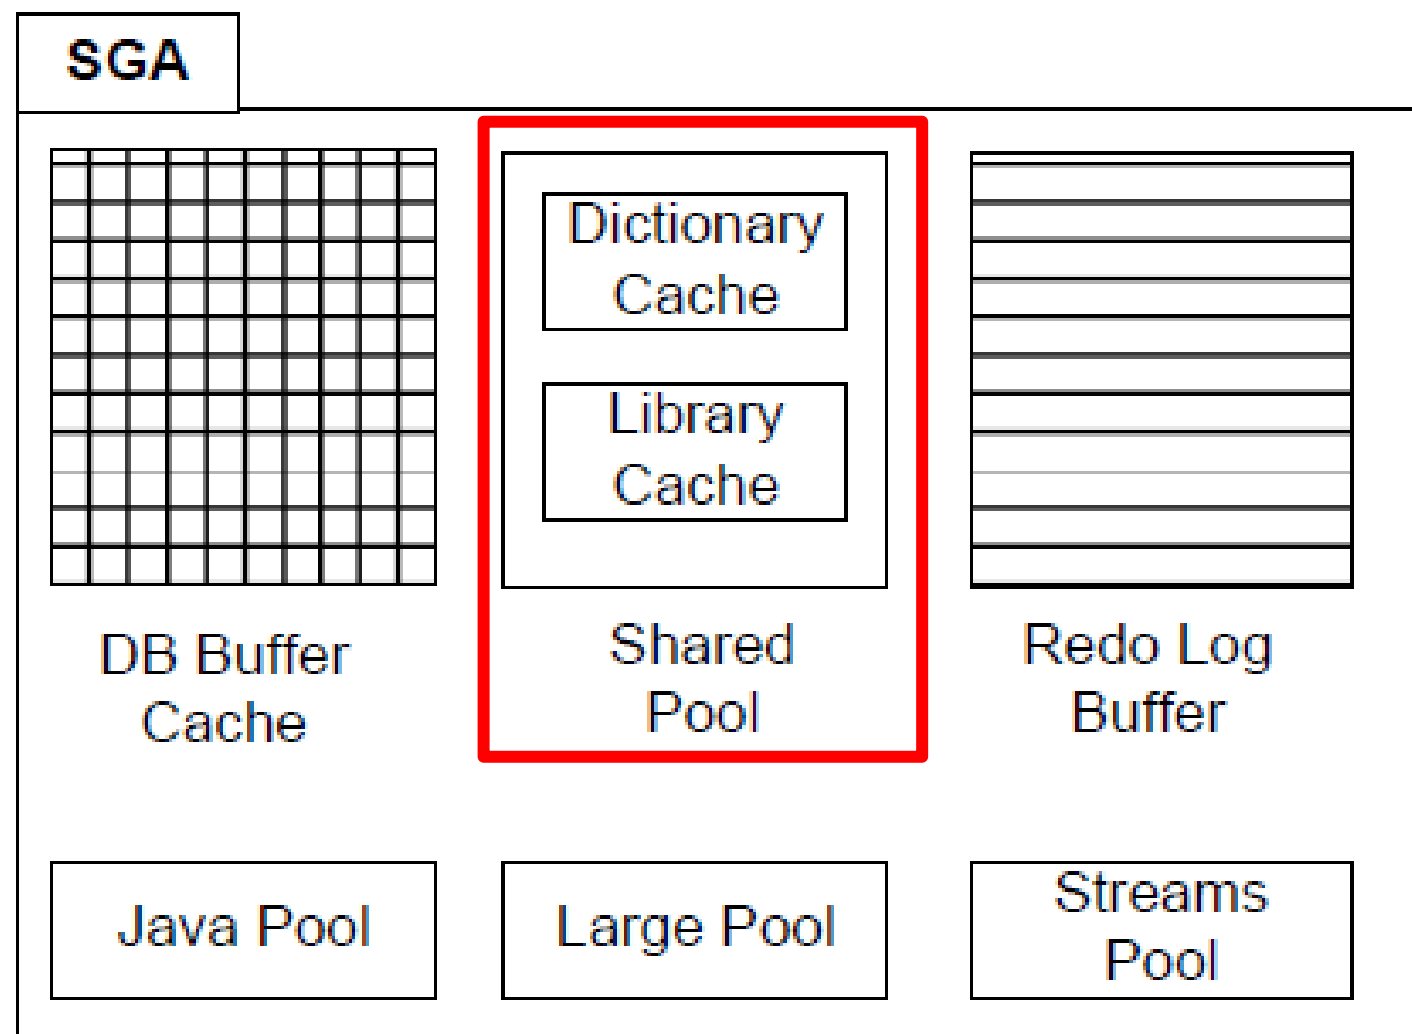 SGA
Dictionary
Cache
Library
Cache
DB Buffer
Cache
Shared
Pool
Redo Log
Buffer
Java Pool
Large Pool
Streams
Pool